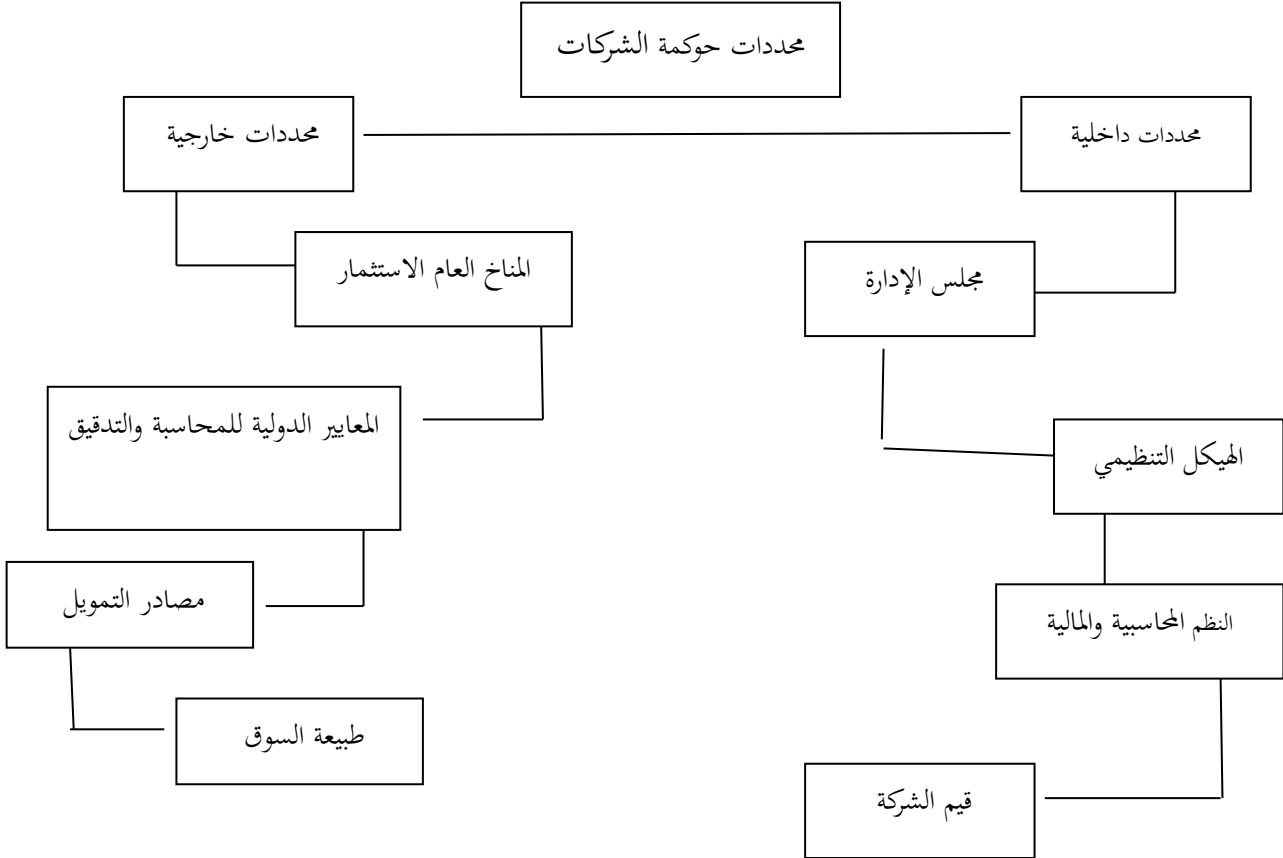 محددات حوكمة الشركات
محددات داخلية
محددات خارجية
مجلس الإدارة
المناخ العام الاستثمار
الهيكل التنظيمي
المعايير الدولية للمحاسبة والتدقيق
النظم المحاسبية والمالية
مصادر التمويل
قيم الشركة
طبيعة السوق